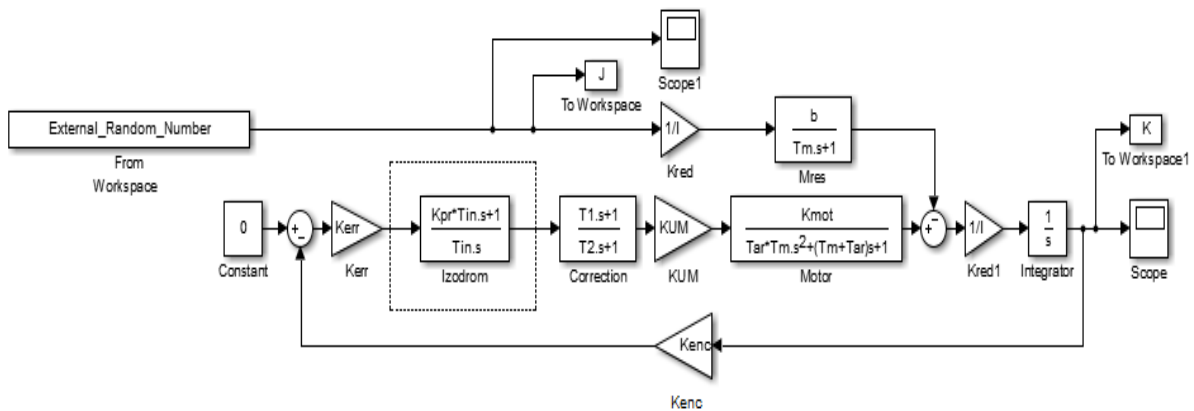 Scope1
J
To Workspace
External_Random_Number
From
Workspace
1/I
Kred
b
Tm.s+1
Mres
K
To Workspace1
0
Constant
+
−
Kerr
Kerr
Kpr*Tin.s+1
Tin.s
Izodrom
T1.s+1
T2.s+1
Correction
KUM
KUM
Kmot
Tar*Tm.s²+(Tm+Tar)s+1
Motor
−
+
1/I
Kred1
1
s
Integrator
Scope
Kenc
Kenc